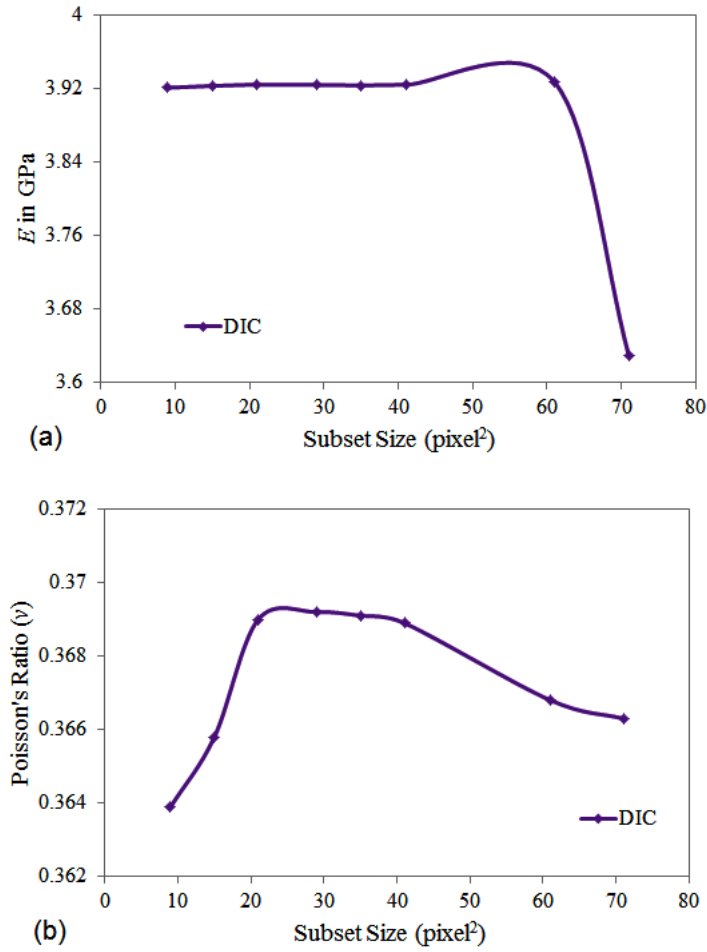 4
3.92
3.84
3.76
3.68
3.6
E in GPa
DIC
0 10 20 30 40 50 60 70 80
(a) Subset Size (pixel²)
0.372
0.37
0.368
0.366
0.364
0.362
Poisson's Ratio (ν)
DIC
0 10 20 30 40 50 60 70 80
(b) Subset Size (pixel²)